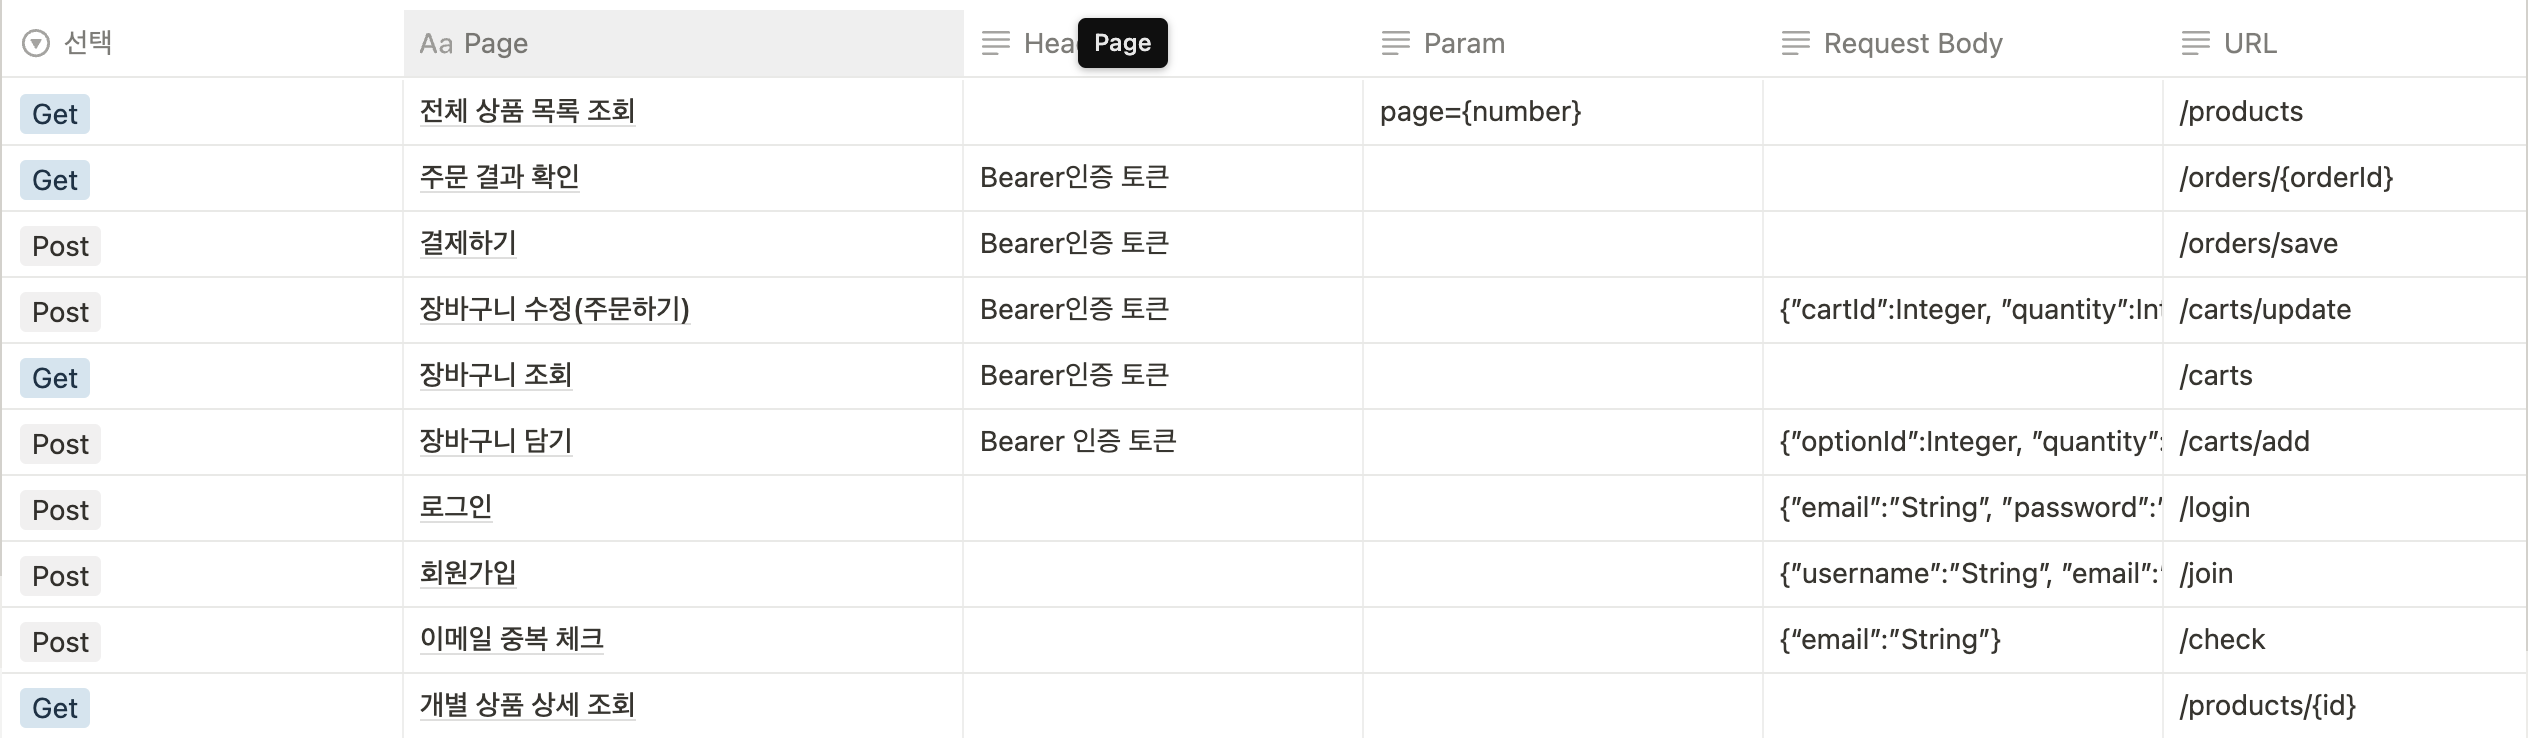 선택 Aa Page Hea Page Param Request Body URL
Get 전체 상품 목록 조회 page={number} /products
Get 주문 결과 확인 Bearer인증 토큰 /orders/{orderId}
Post 결제하기 Bearer인증 토큰 /orders/save
Post 장바구니 수정(주문하기) Bearer인증 토큰 {”cartId”:Integer, ”quantity”:Int /carts/update
Get 장바구니 조회 Bearer인증 토큰 /carts
Post 장바구니 담기 Bearer 인증 토큰 {”optionId”:Integer, ”quantity”: /carts/add
Post 로그인 {”email”:”String”, ”password”:” /login
Post 회원가입 {”username”:”String”, ”email”:” /join
Post 이메일 중복 체크 {“email”:”String”} /check
Get 개별 상품 상세 조회 /products/{id}